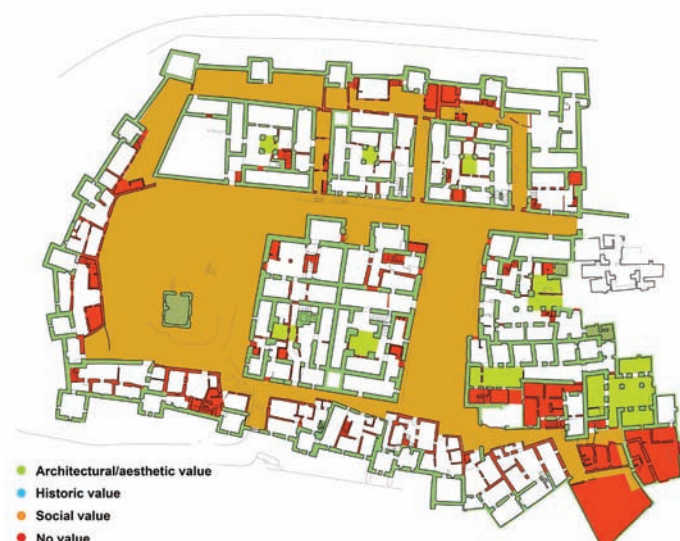 Architectural/aesthetic value
Historic value
Social value
No value